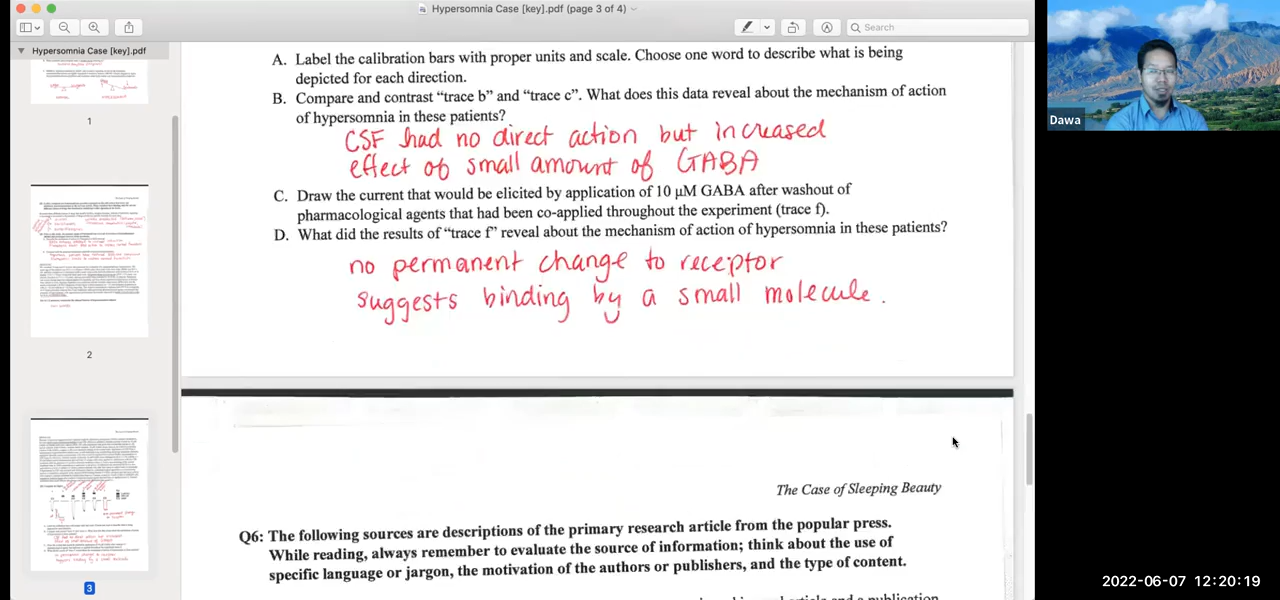 Hypersomnia Case [key].pdf (page 3 of 4)
Search
Hypersomnia Case [key].pdf
1
2
3
A. Label the calibration bars with proper units and scale. Choose one word to describe what is being
depicted for each direction.
B. Compare and contrast “trace b” and “trace c”. What does this data reveal about the mechanism of action
of hypersomnia in these patients?
CSF had no direct action but increased
effect of small amount of GABA
C. Draw the current that would be elicited by application of 10 µM GABA after washout of
pharmacological agents that had been co-applied throughout the experiment (trace f).
D. What did the results of “trace f” reveal about the mechanism of action of hypersomnia in these patients?
no permanent change to receptor
suggests binding by a small molecule.
The Case of Sleeping Beauty
Q6: The following sources are descriptions of the primary research article from the popular press.
While reading, always remember to evaluate the source of information; think about the use of
specific language or jargon, the motivation of the authors or publishers, and the type of content.
Dawa
2022-06-07 12:20:19